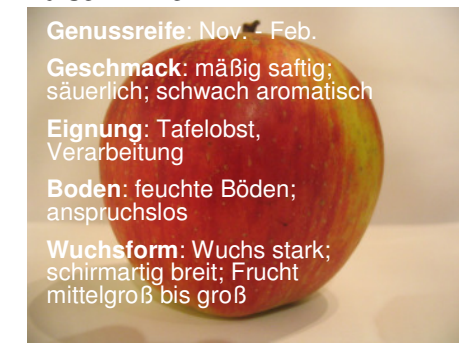 Genussreife: Nov. - Feb.
Geschmack: mäßig saftig;
säuerlich; schwach aromatisch
Eignung: Tafelobst,
Verarbeitung
Boden: feuchte Böden;
anspruchslos
Wuchsform: Wuchs stark;
schirmartig breit; Frucht
mittelgroß bis groß